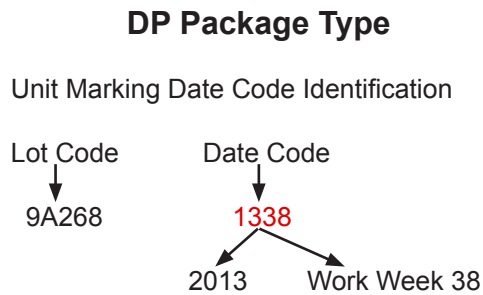 DP Package Type
Unit Marking Date Code Identification
Lot Code Date Code
9A268 1338
2013 Work Week 38